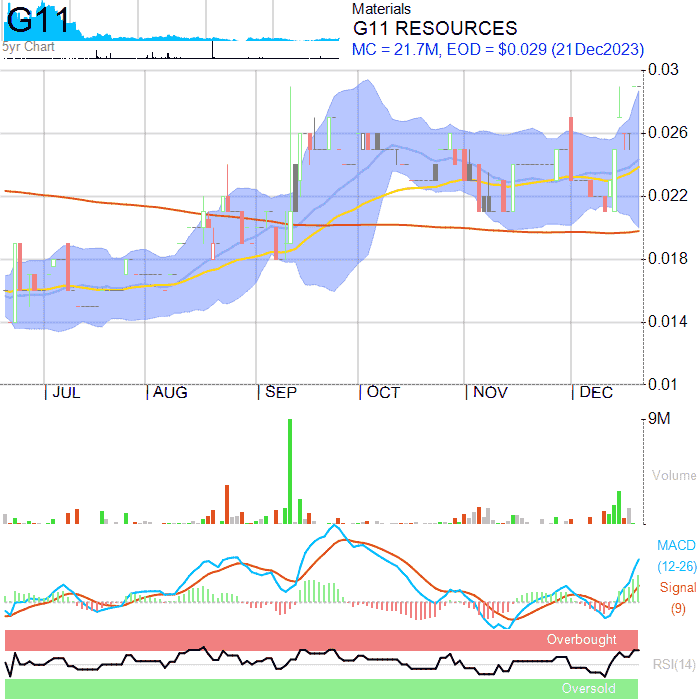 G11
5yr Chart
Materials
G11 RESOURCES
MC = 21.7M, EOD = $0.029 (21Dec2023)
0.03
0.026
0.022
0.018
0.014
0.01
JUL AUG SEP OCT NOV DEC
9M
Volume
MACD
(12-26)
Signal
(9)
Overbought
RSI(14)
Oversold